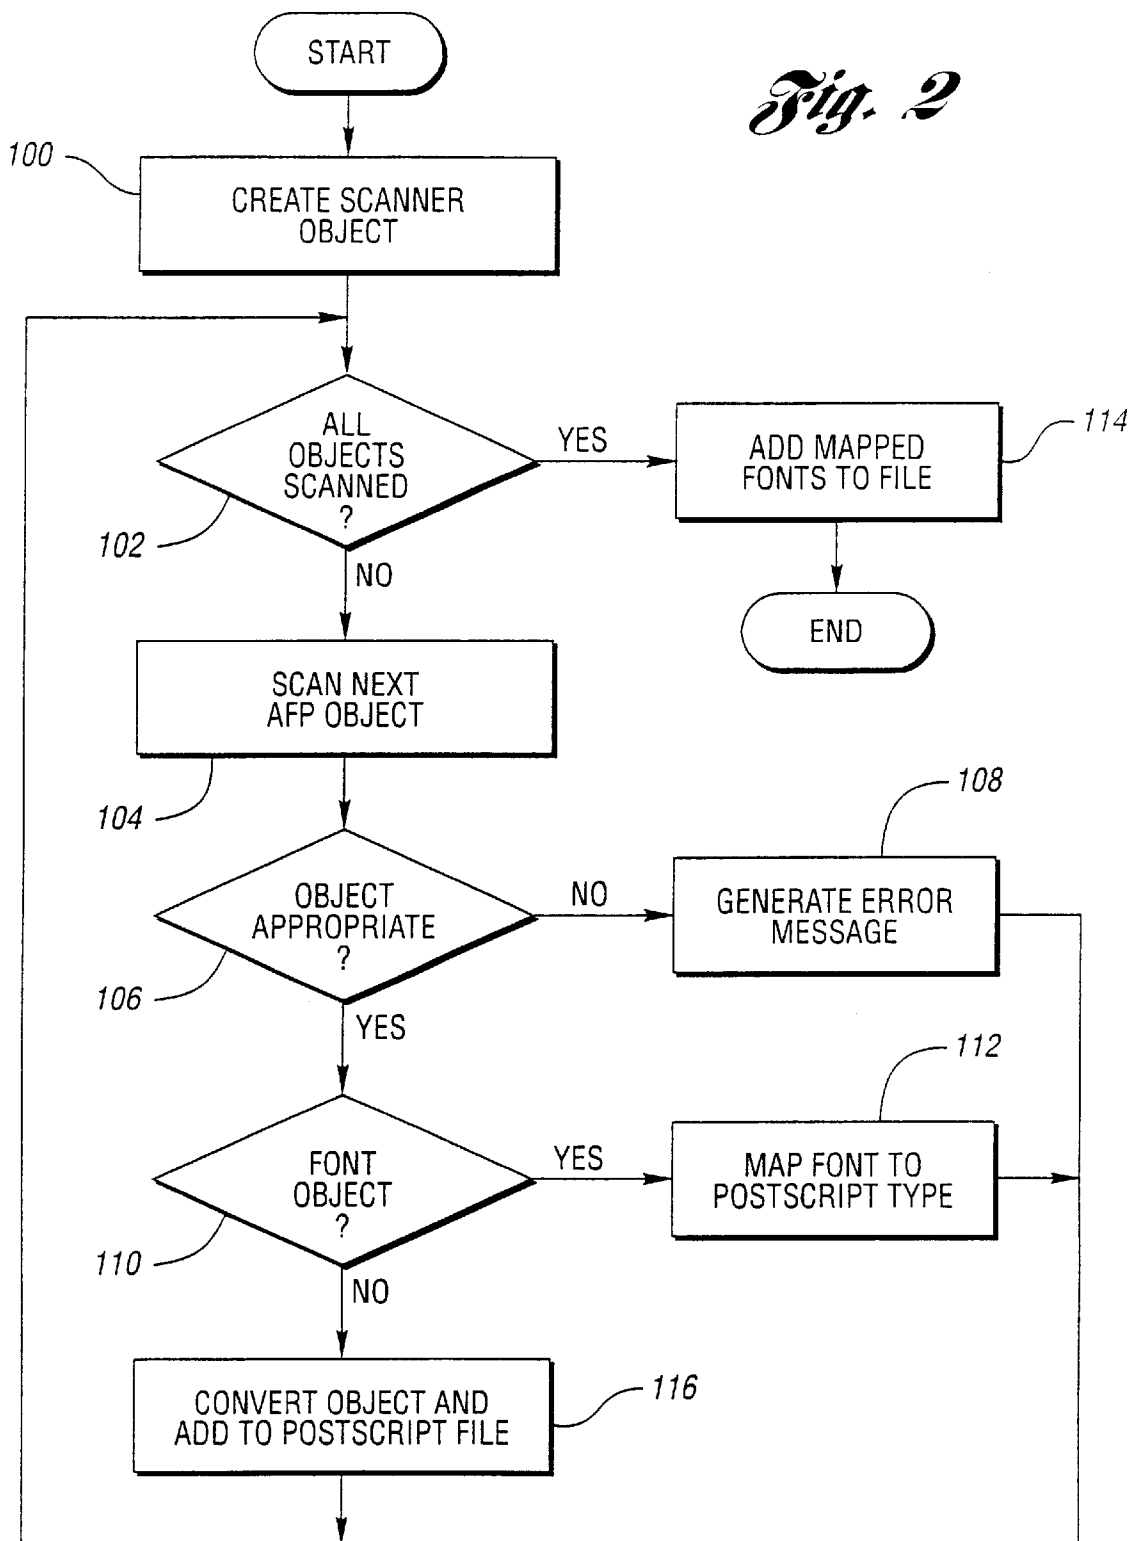 START
Fig. 2
100
CREATE SCANNER
OBJECT
ALL
OBJECTS
SCANNED
?
YES
ADD MAPPED
FONTS TO FILE
114
102
NO
END
SCAN NEXT
AFP OBJECT
104
108
OBJECT
APPROPRIATE
?
NO
GENERATE ERROR
MESSAGE
106
YES
112
FONT
OBJECT
?
YES
MAP FONT TO
POSTSCRIPT TYPE
110
NO
CONVERT OBJECT AND
ADD TO POSTSCRIPT FILE
116